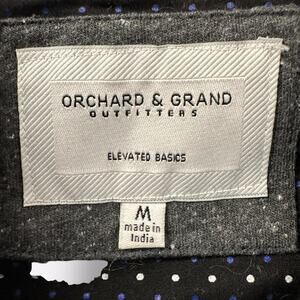 ORCHARD & GRAND
OUTFITTERS
ELEVATED BASICS
M
made in
India